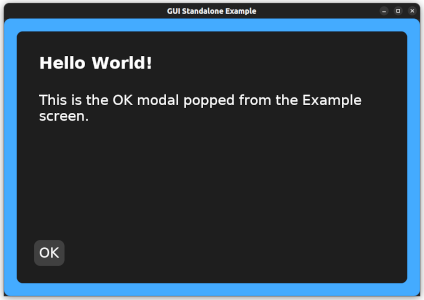 GUI Standalone Example
Hello World!
This is the OK modal popped from the Example
screen.
OK